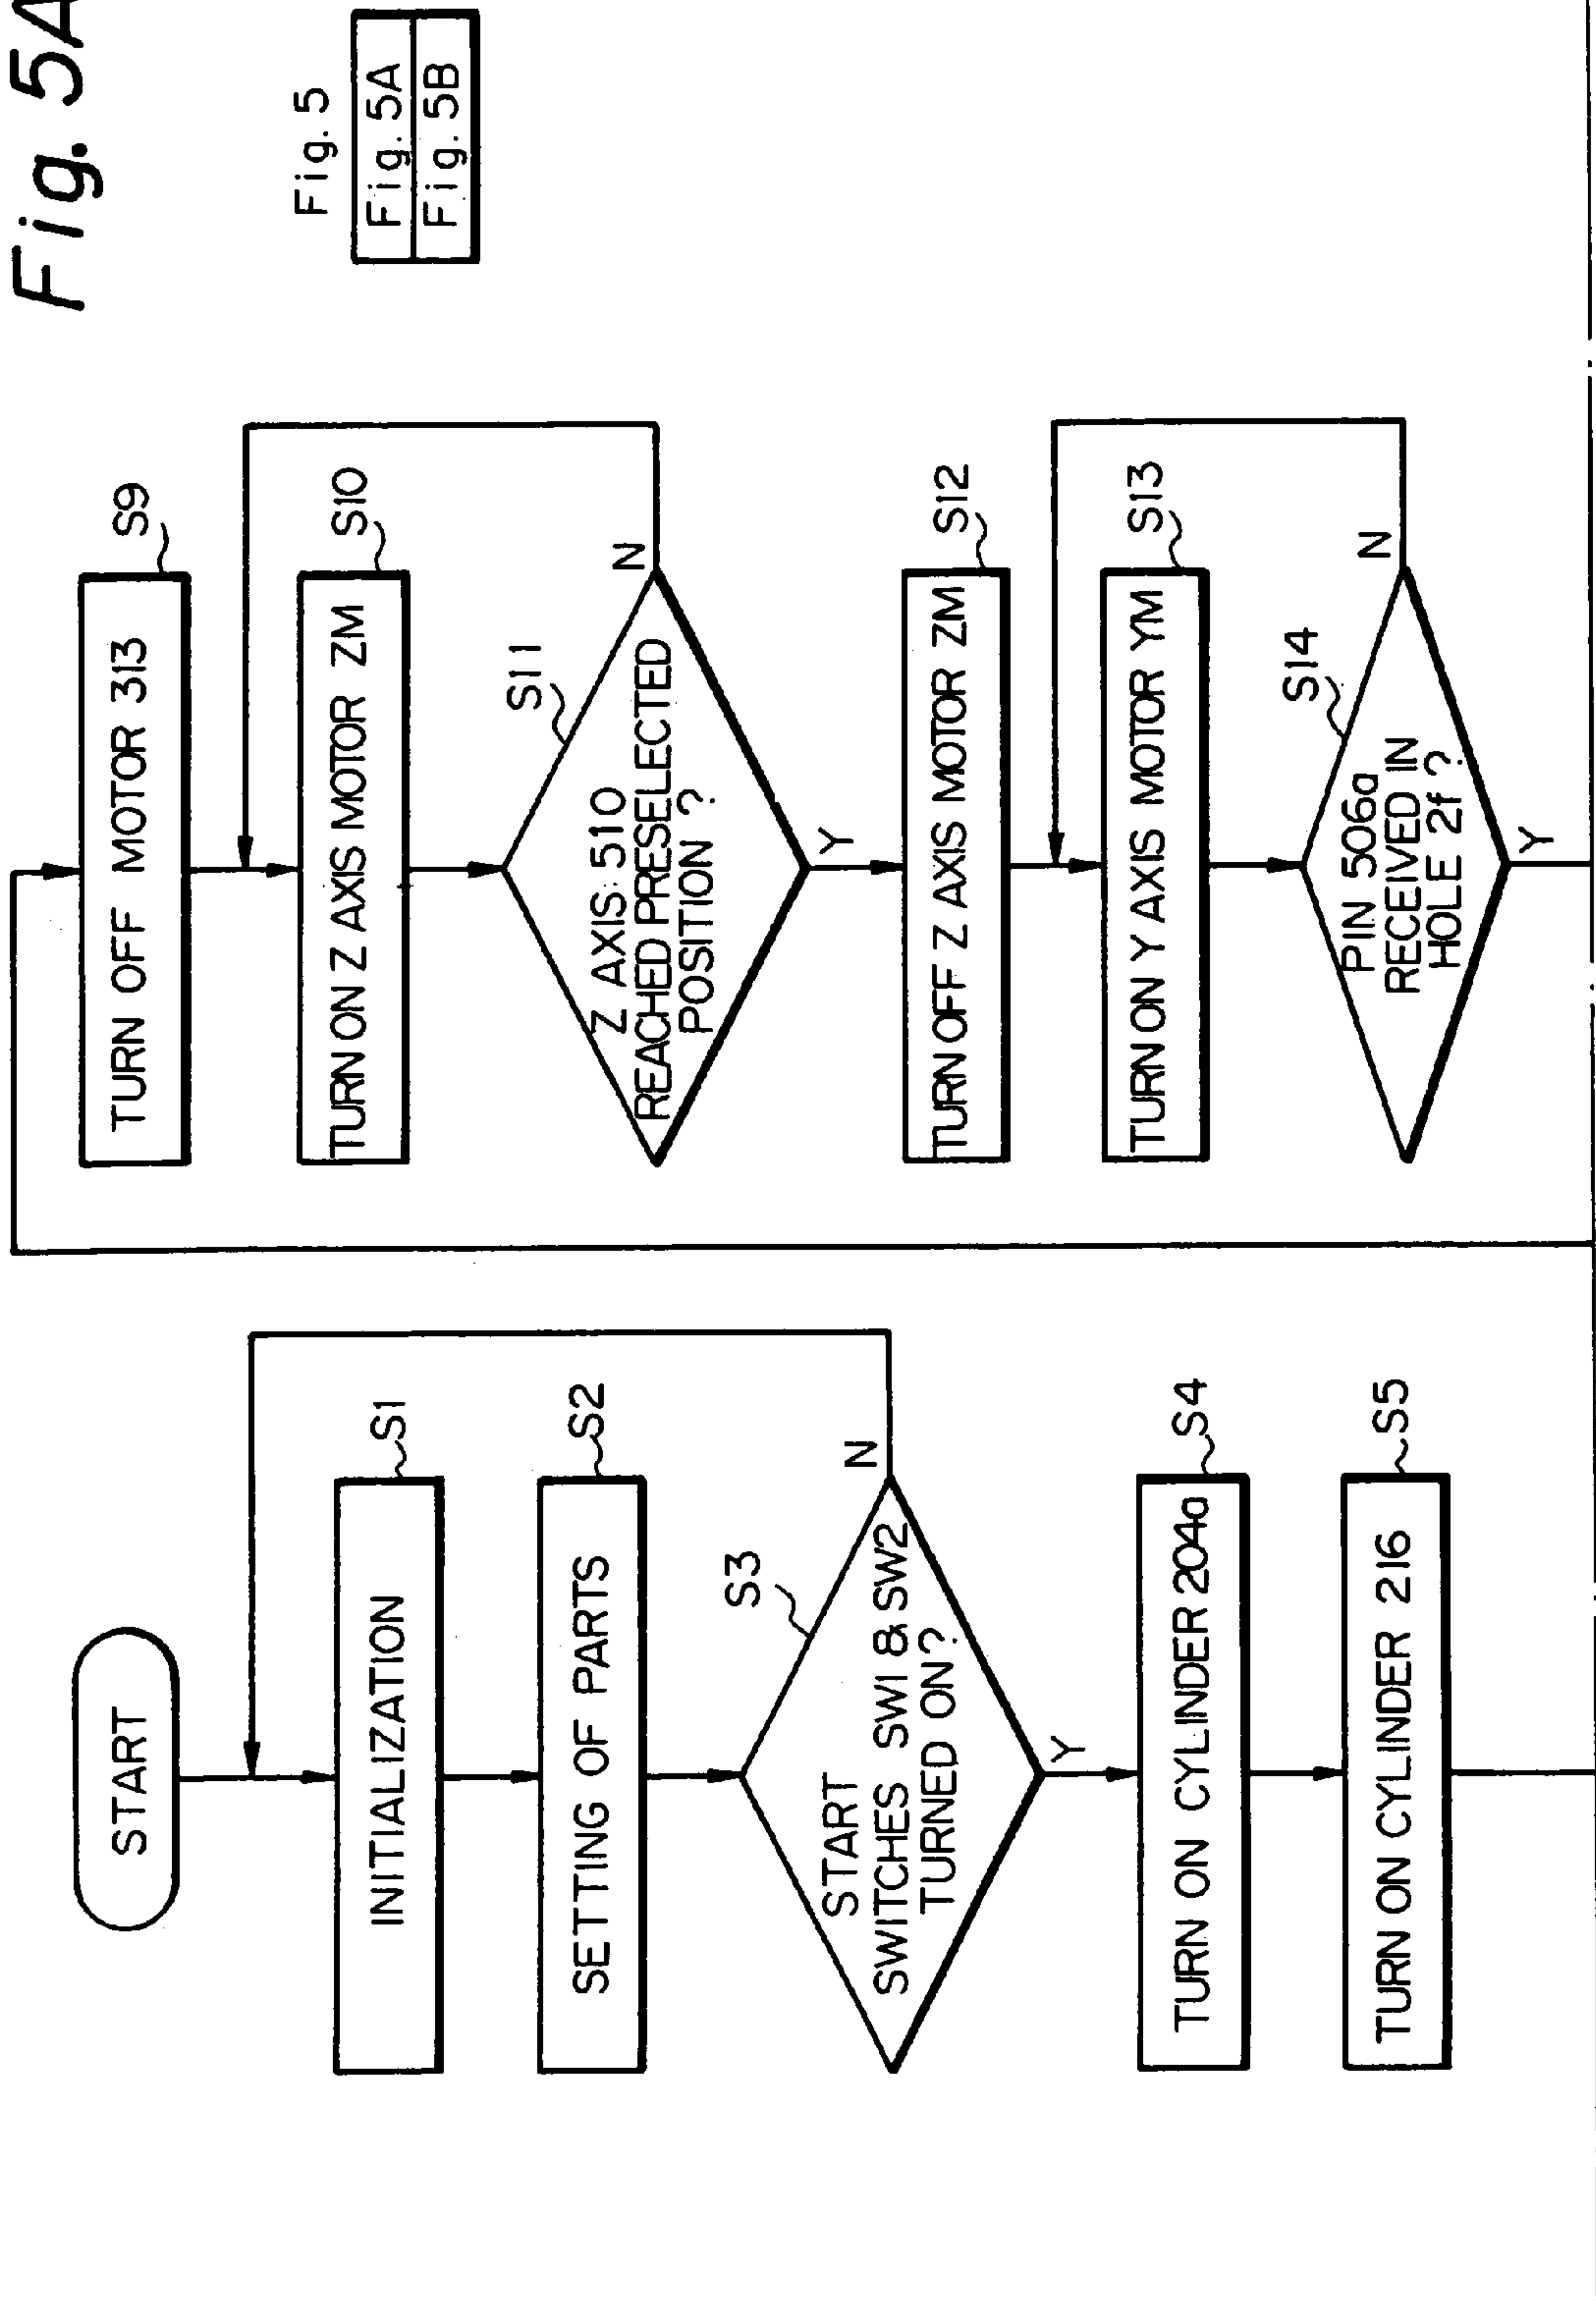 Fig. 5A
Fig. 5
Fig. 5A
Fig. 5B
START
INITIALIZATION
S1
SETTING OF PARTS
S2
START
SWITCHES SW1 & SW2
TURNED ON?
S3
N
Y
TURN ON CYLINDER 204a
S4
TURN ON CYLINDER 216
S5
TURN OFF MOTOR 313
S9
TURN ON Z AXIS MOTOR ZM
S10
Z AXIS 510
REACHED PRESELECTED
POSITION ?
S11
N
Y
TURN OFF Z AXIS MOTOR ZM
S12
TURN ON Y AXIS MOTOR YM
S13
PIN 506a
RECEIVED IN
HOLE 2f ?
S14
N
Y